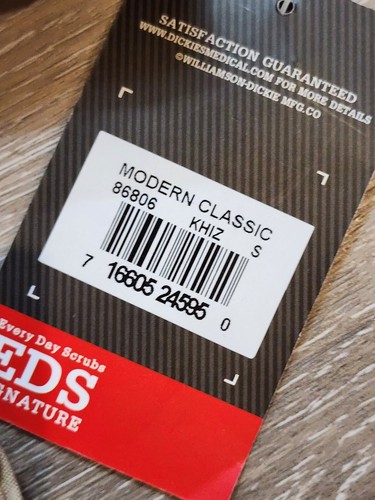 SATISFACTION GUARANTEED
WWW.DICKIESMEDICAL.COM FOR MORE DETAILS
©WILLIAMSON-DICKIE MFG.CO
MODERN CLASSIC
86806 KHIZ S
7 16605 24595 0
Every Day Scrubs
EDS
GNATURE